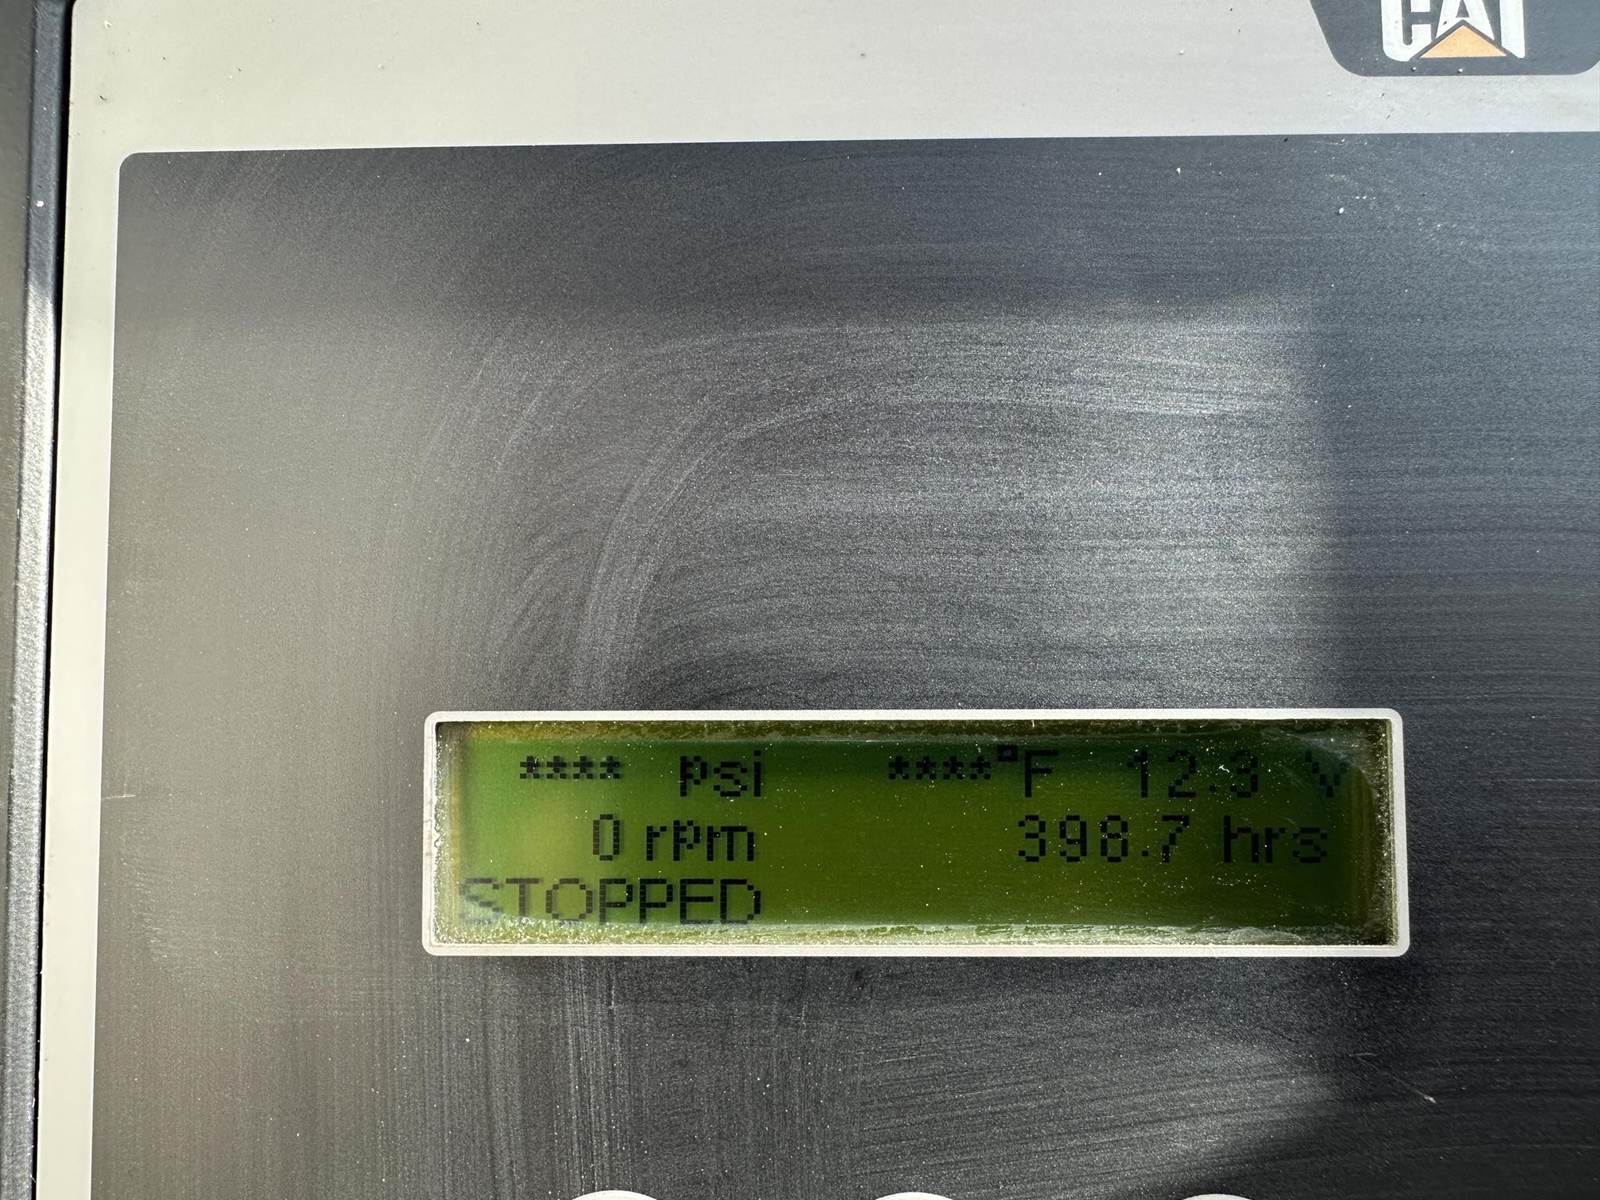 CAT
**** psi ****°F 12.3 V
0 rpm 398.7 hrs
STOPPED